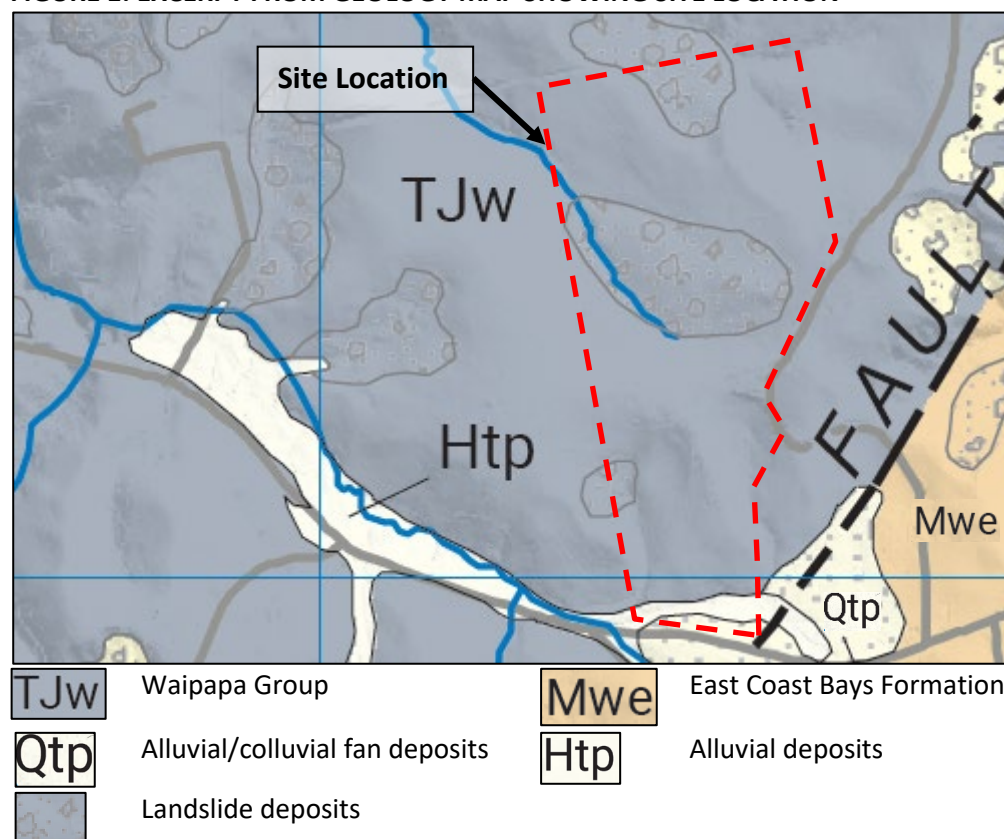 Site Location
TJw
Htp
FAULT
Mwe
Qtp
TJw Waipapa Group
Mwe East Coast Bays Formation
Qtp Alluvial/colluvial fan deposits
Htp Alluvial deposits
Landslide deposits